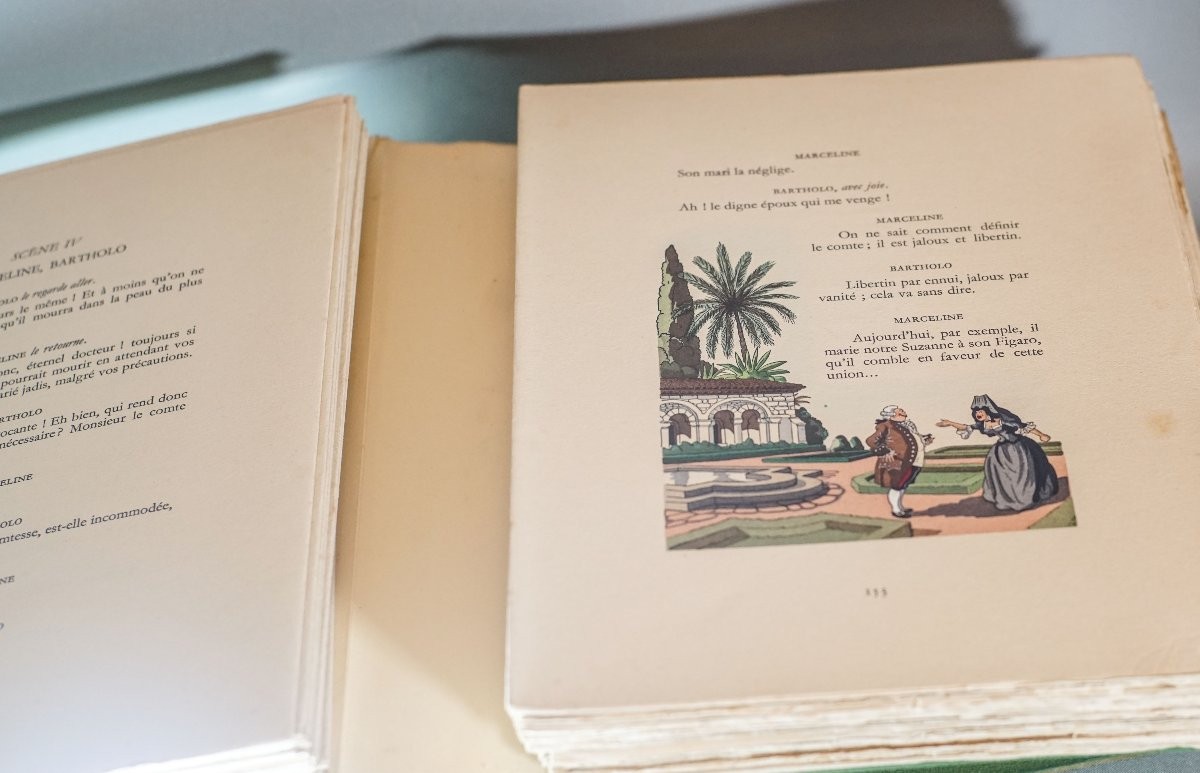 SCÈNE IV
ELINE, BARTHOLO
OLO le regarde aller.
urs le même ! Et à moins qu'on ne
qu'il mourra dans la peau du plus
LINE le retourne.
onc, éternel docteur ! toujours si
pourrait mourir en attendant vos
arié jadis, malgré vos précautions.
ARTHOLO
ocante ! Eh bien, qui rend donc
nécessaire ? Monsieur le comte
ELINE
OLO
mtesse, est-elle incommodée,
NE
MARCELINE
Son mari la néglige.
BARTHOLO, avec joie.
Ah ! le digne époux qui me venge !
MARCELINE
On ne sait comment définir
le comte ; il est jaloux et libertin.
BARTHOLO
Libertin par ennui, jaloux par
vanité ; cela va sans dire.
MARCELINE
Aujourd'hui, par exemple, il
marie notre Suzanne à son Figaro,
qu'il comble en faveur de cette
union...